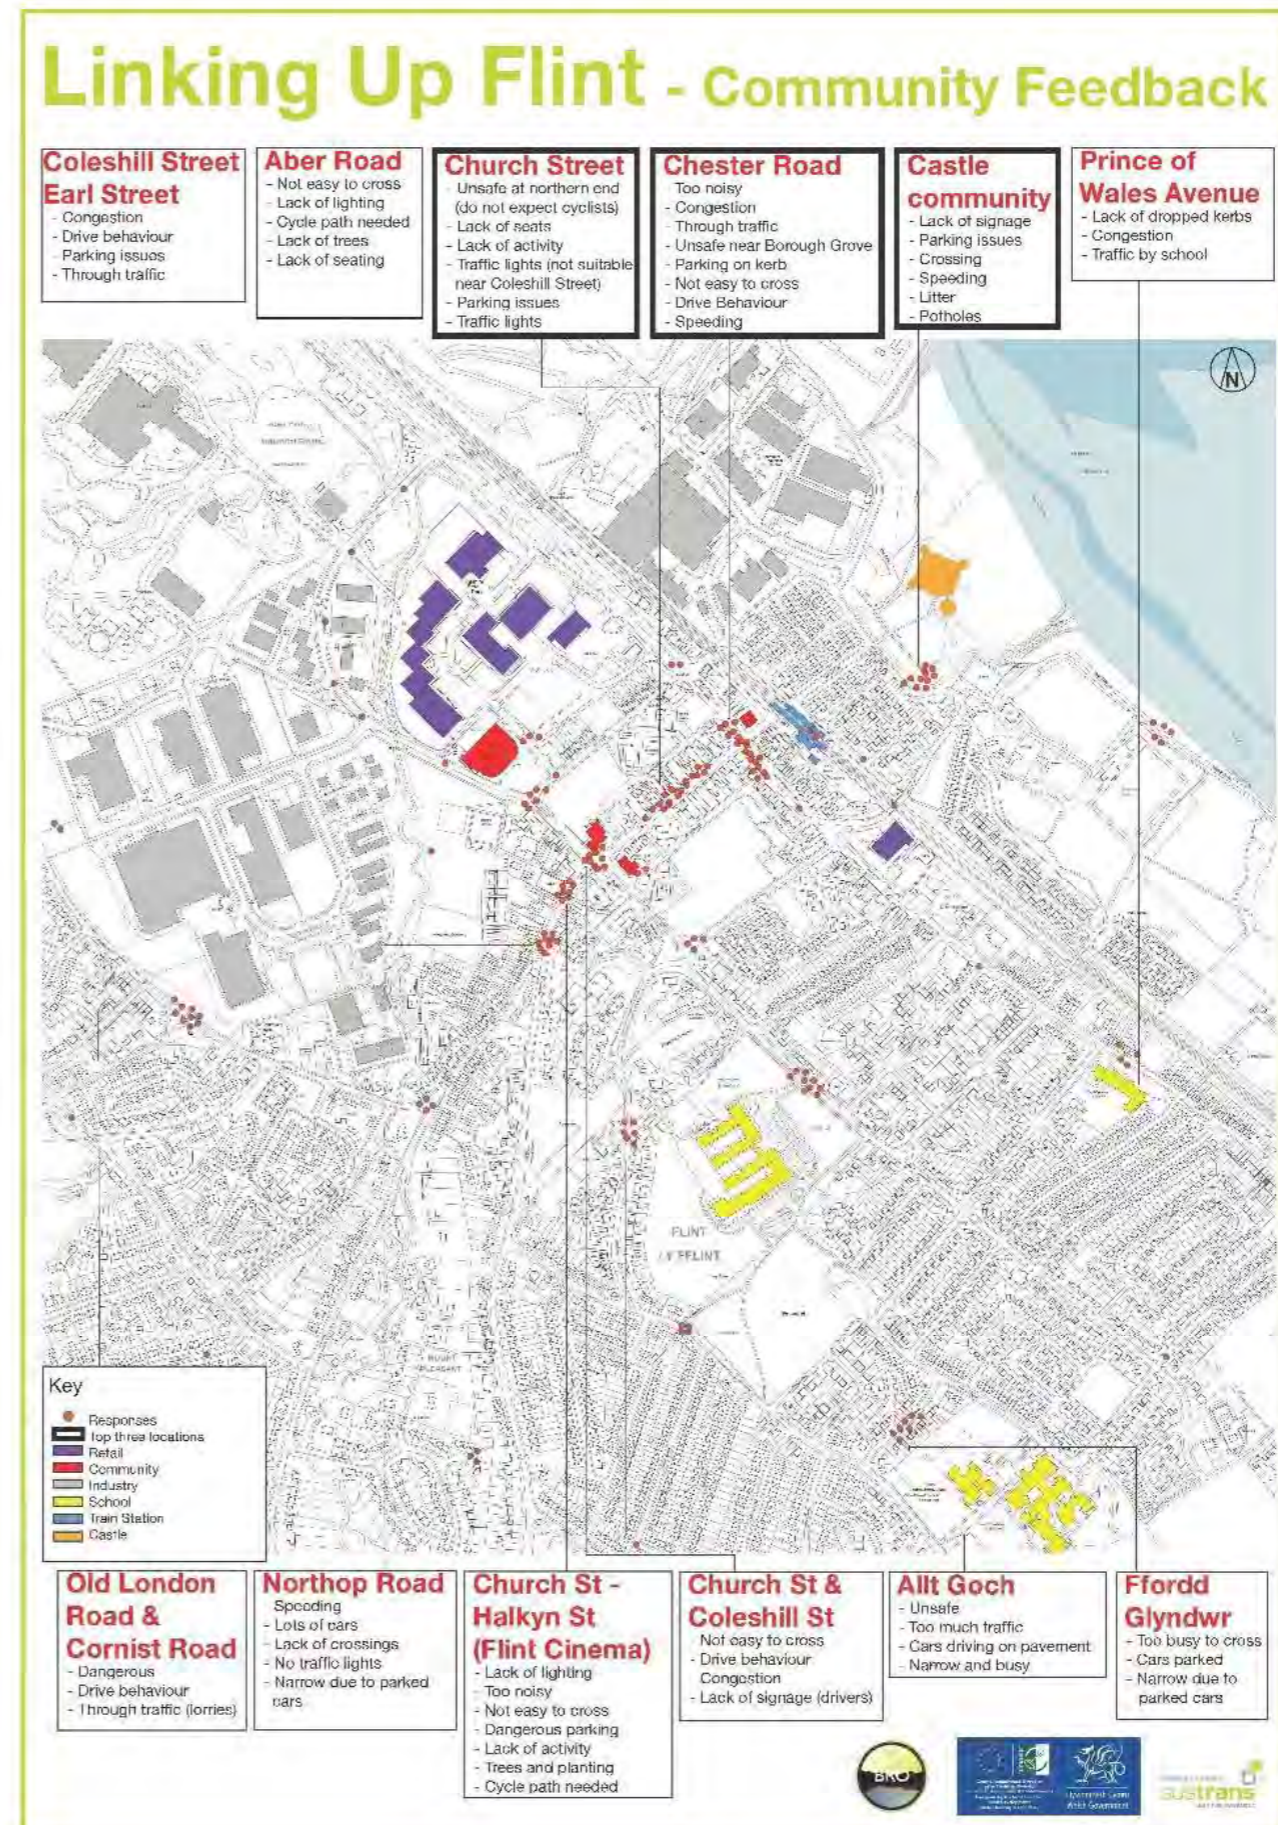 Linking Up Flint - Community Feedback
Coleshill Street
Earl Street
- Congestion
- Drive behaviour
- Parking issues
- Through traffic
Aber Road
- Not easy to cross
- Lack of lighting
- Cycle path needed
- Lack of trees
- Lack of seating
Church Street
- Unsafe at northern end
(do not expect cyclists)
- Lack of seats
- Lack of activity
- Traffic lights (not suitable
near Coleshill Street)
- Parking issues
- Traffic lights
Chester Road
- Too noisy
- Congestion
- Through traffic
- Unsafe near Borough Grove
- Parking on kerb
- Not easy to cross
- Drive Behaviour
- Speeding
Castle
community
- Lack of signage
- Parking issues
- Crossing
- Speeding
- Litter
- Potholes
Prince of
Wales Avenue
- Lack of dropped kerbs
- Congestion
- Traffic by school
N
FLINT
Key
Responses
Top three locations
Retail
Community
Industry
School
Train Station
Castle
Old London
Road &
Cornist Road
- Dangerous
- Drive behaviour
- Through traffic (lorries)
Northop Road
Speeding
- Lots of cars
- Lack of crossings
- No traffic lights
- Narrow due to parked
cars
Church St -
Halkyn St
(Flint Cinema)
- Lack of lighting
- Too noisy
- Not easy to cross
- Dangerous parking
- Lack of activity
- Trees and planting
- Cycle path needed
Church St &
Coleshill St
Not easy to cross
- Drive behaviour
Congestion
- Lack of signage (drivers)
Allt Goch
- Unsafe
- Too much traffic
- Cars driving on pavement
- Narrow and busy
Ffordd
Glyndwr
- Too busy to cross
- Cars parked
- Narrow due to
parked cars
BRO
Llywodraeth Cymru
Welsh Government
sustrans